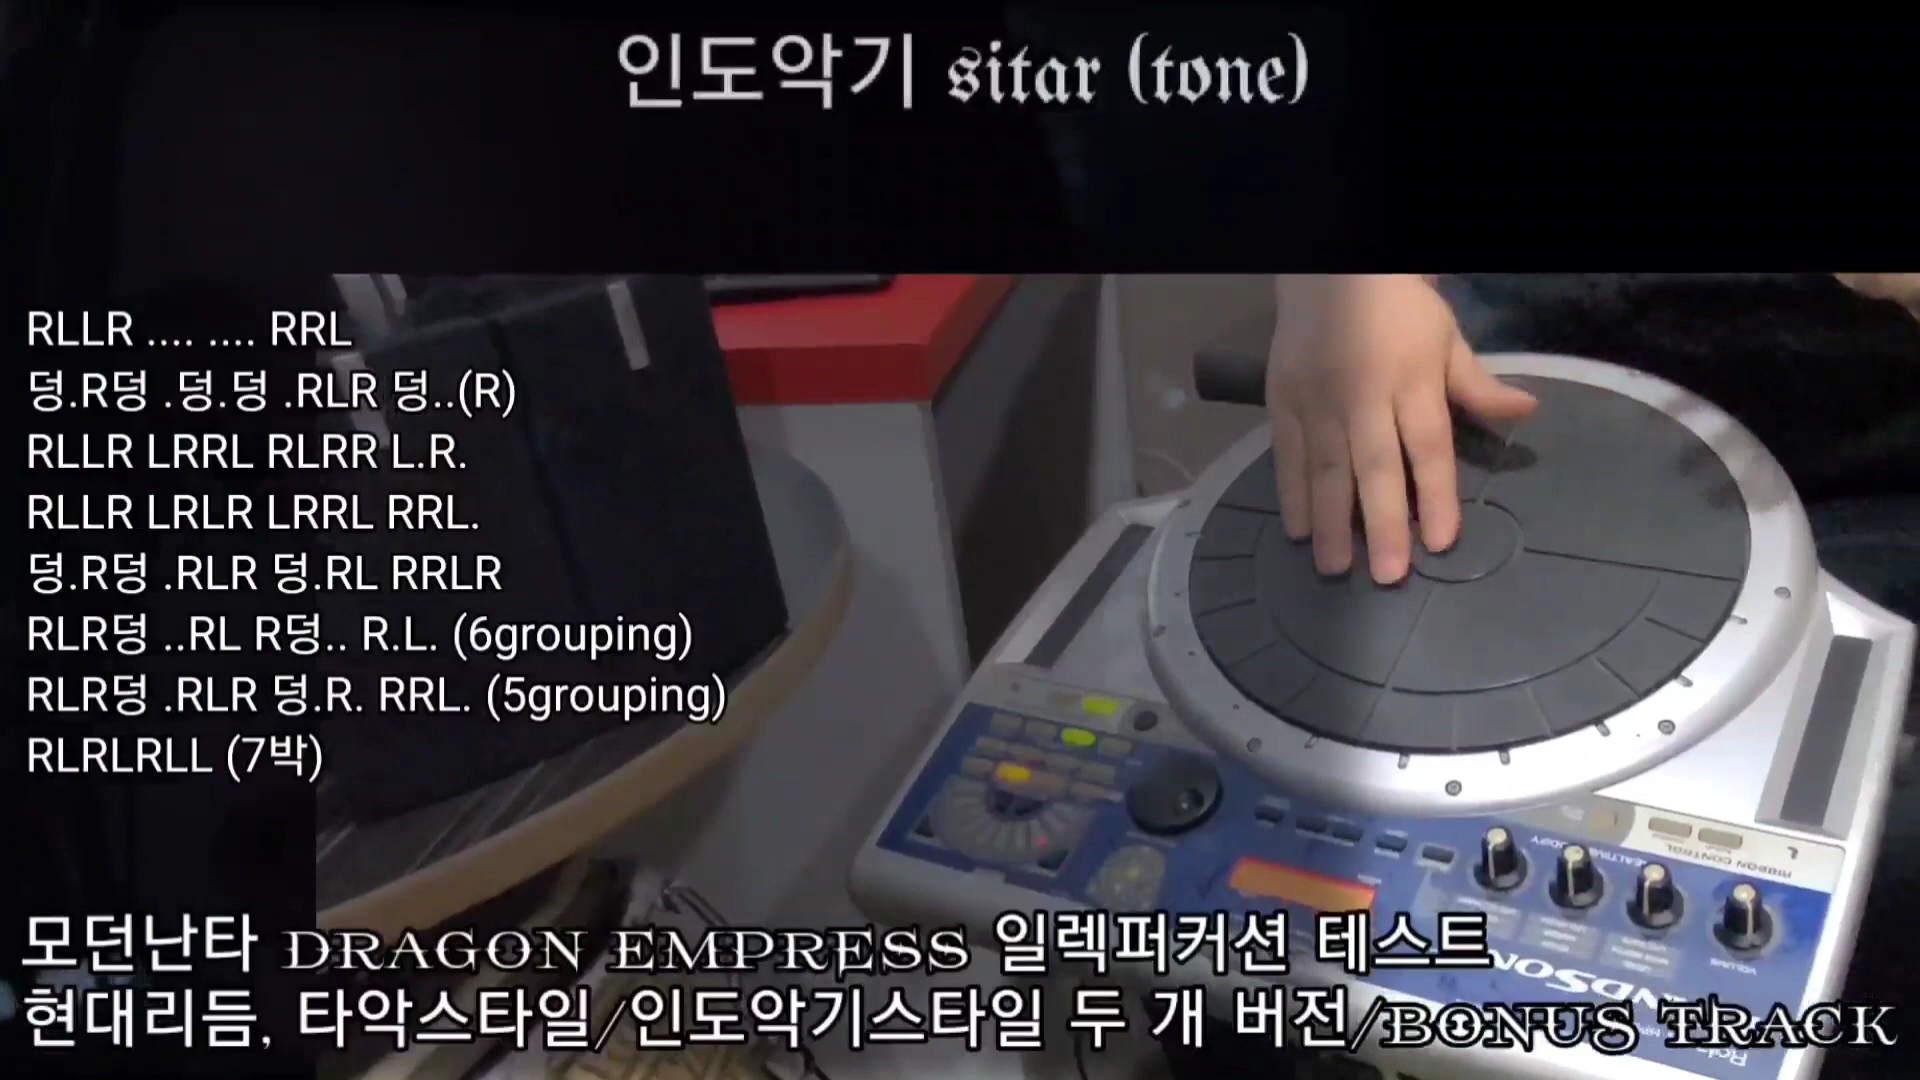 인도악기 sitar (tone)
RLLR .... .... RRL
덩.R덩 .덩.덩 .RLR 덩..(R)
RLLR LRRL RLRR L.R.
RLLR LRLR LRRL RRL.
덩.R덩 .RLR 덩.RL RRLR
RLR덩 ..RL R덩.. R.L. (6grouping)
RLR덩 .RLR 덩.R. RRL. (5grouping)
RLRLRLL (7박)
RIBBON CONTROL
L
VOLUME
모던난타 DRAGON EMPRESS 일렉퍼커션 테스트
현대리듬, 타악스타일/인도악기스타일 두 개 버전/BONUS TRACK